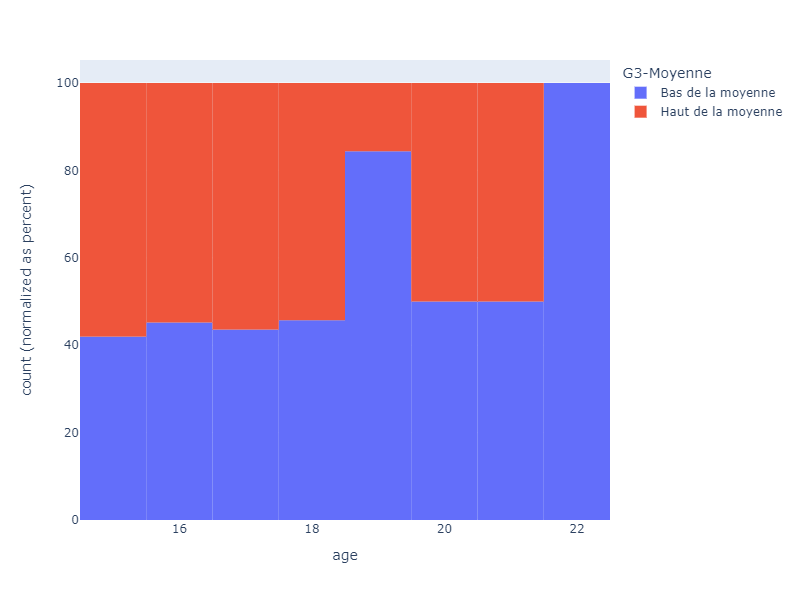 G3-Moyenne
Bas de la moyenne
Haut de la moyenne
count (normalized as percent)
100
80
60
40
20
0
16
18
20
22
age